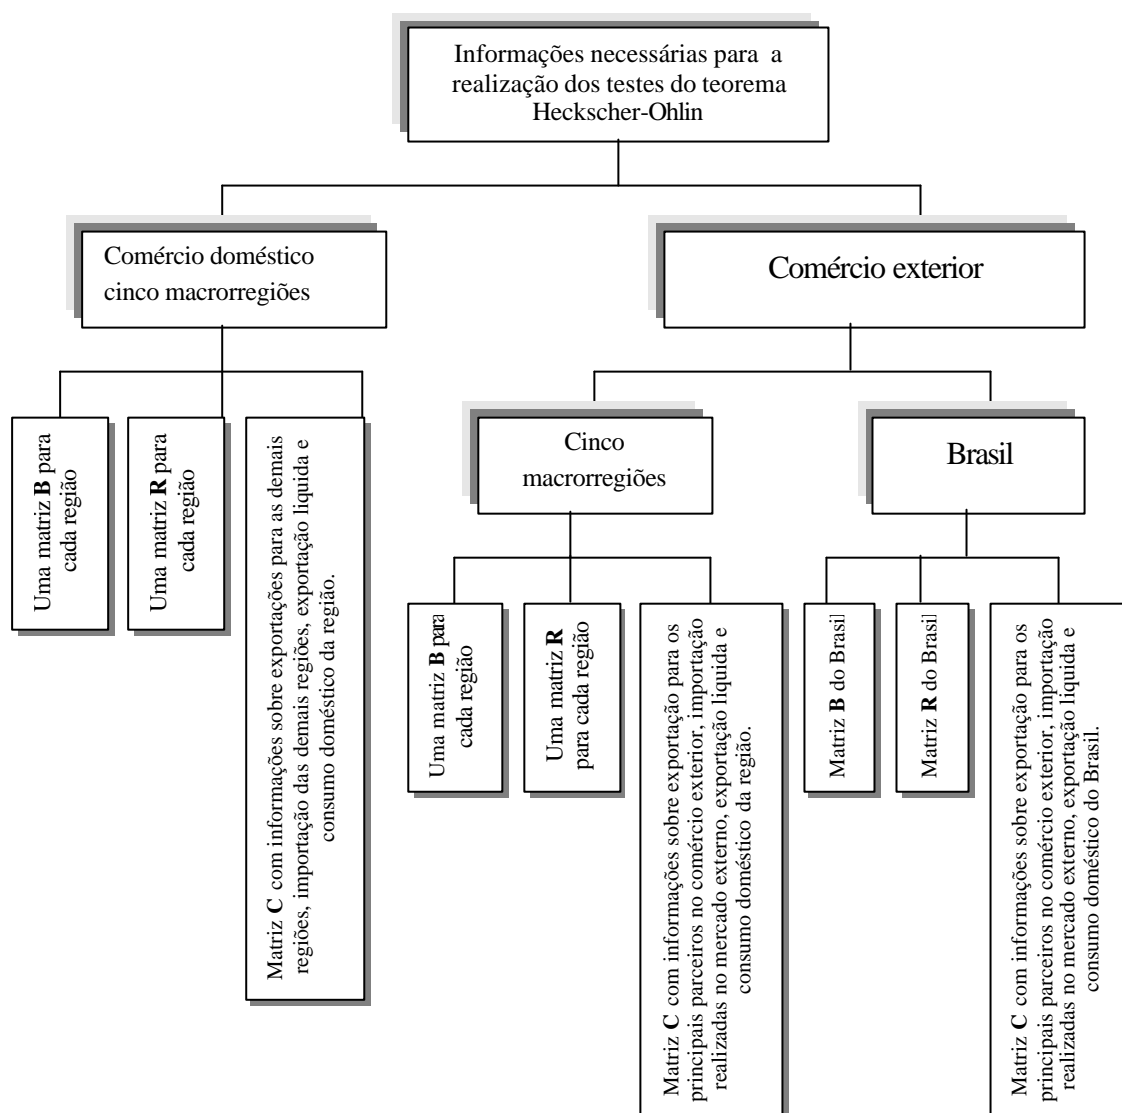 Informações necessárias para a
realização dos testes do teorema
Heckscher-Ohlin
Comércio doméstico
cinco macrorregiões
Comércio exterior
Uma matriz B para
cada região
Uma matriz R para
cada região
Matriz C com informações sobre exportações para as demais
regiões, importação das demais regiões, exportação liquida e
consumo doméstico da região.
Cinco
macrorregiões
Brasil
Uma matriz B para
cada região
Uma matriz R
para cada região
Matriz C com informações sobre exportação para os
principais parceiros no comércio exterior, importação
realizadas no mercado externo, exportação liquida e
consumo doméstico da região.
Matriz B do Brasil
Matriz R do Brasil
Matriz C com informações sobre exportação para os
principais parceiros no comércio exterior, importação
realizadas no mercado externo, exportação liquida e
consumo doméstico do Brasil.